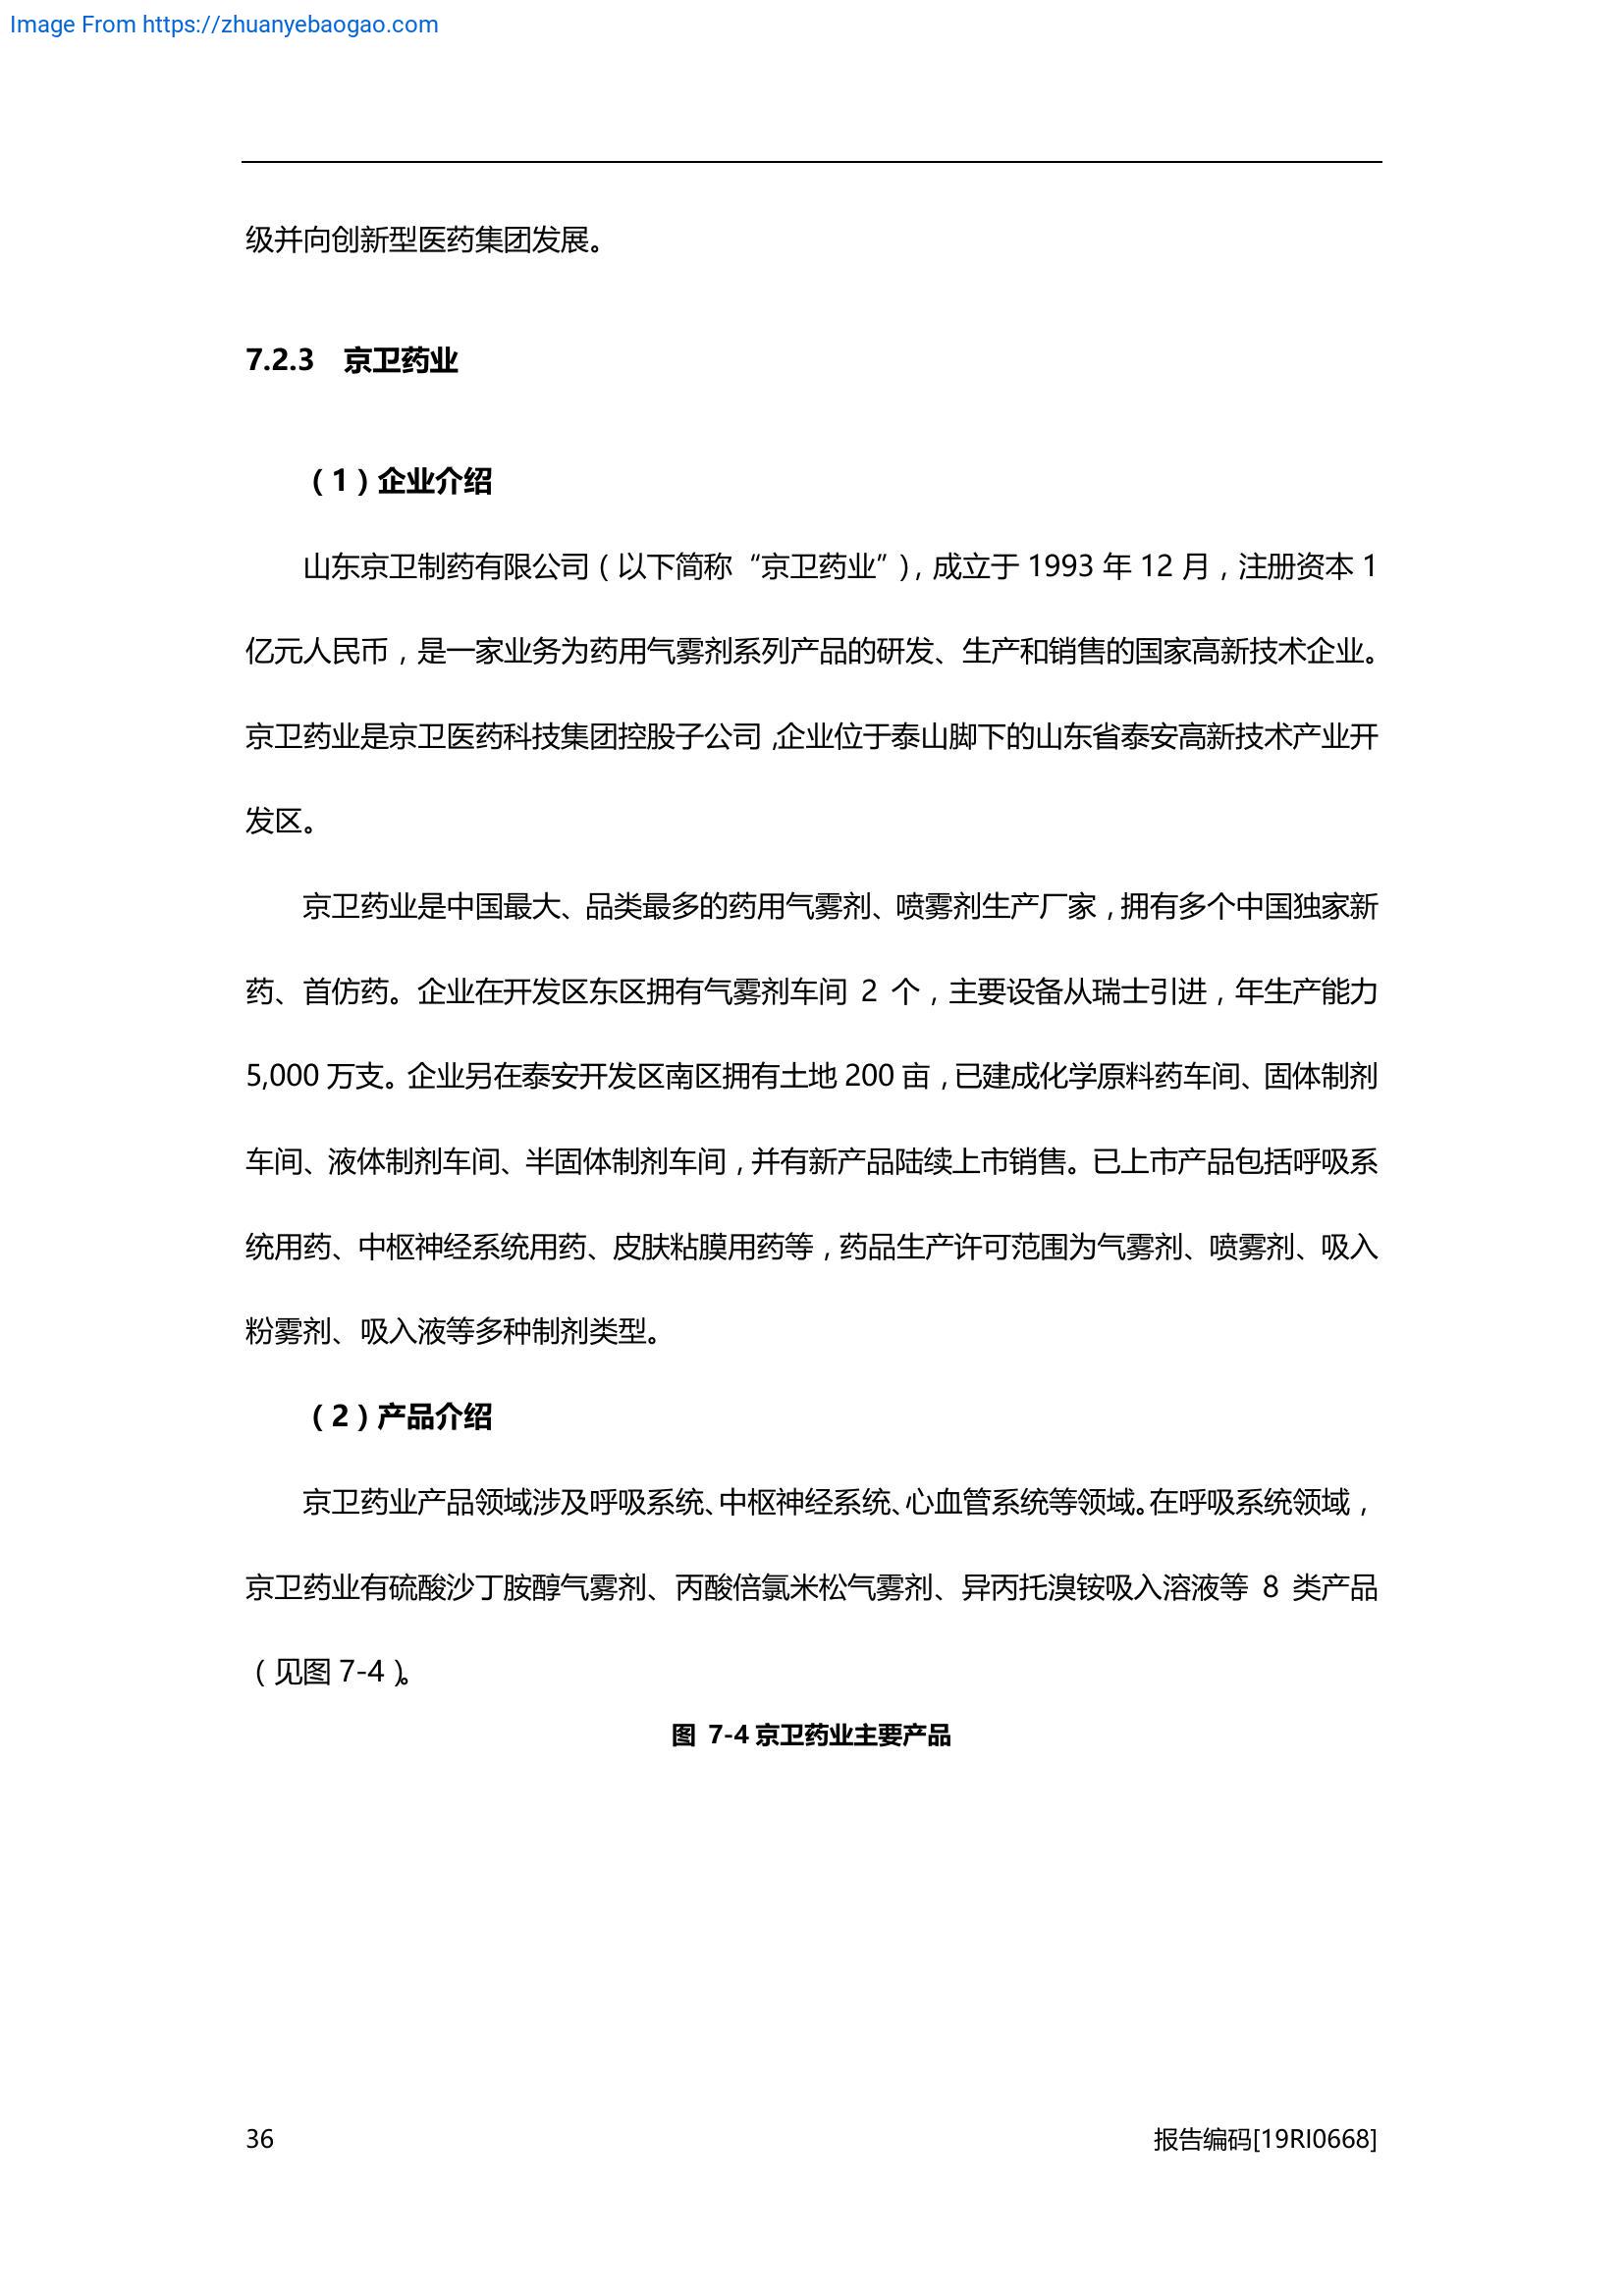 Image From https://zhuanyebaogao.com
级并向创新型医药集团发展。
7.2.3 京卫药业
（1）企业介绍
山东京卫制药有限公司（以下简称“京卫药业”），成立于 1993 年 12 月，注册资本 1
亿元人民币，是一家业务为药用气雾剂系列产品的研发、生产和销售的国家高新技术企业。
京卫药业是京卫医药科技集团控股子公司，企业位于泰山脚下的山东省泰安高新技术产业开
发区。
京卫药业是中国最大、品类最多的药用气雾剂、喷雾剂生产厂家，拥有多个中国独家新
药、首仿药。企业在开发区东区拥有气雾剂车间 2 个，主要设备从瑞士引进，年生产能力
5,000 万支。企业另在泰安开发区南区拥有土地 200 亩，已建成化学原料药车间、固体制剂
车间、液体制剂车间、半固体制剂车间，并有新产品陆续上市销售。已上市产品包括呼吸系
统用药、中枢神经系统用药、皮肤粘膜用药等，药品生产许可范围为气雾剂、喷雾剂、吸入
粉雾剂、吸入液等多种制剂类型。
（2）产品介绍
京卫药业产品领域涉及呼吸系统、中枢神经系统、心血管系统等领域。在呼吸系统领域，
京卫药业有硫酸沙丁胺醇气雾剂、丙酸倍氯米松气雾剂、异丙托溴铵吸入溶液等 8 类产品
（见图 7-4）。
图 7-4 京卫药业主要产品
36 报告编码[19RI0668]